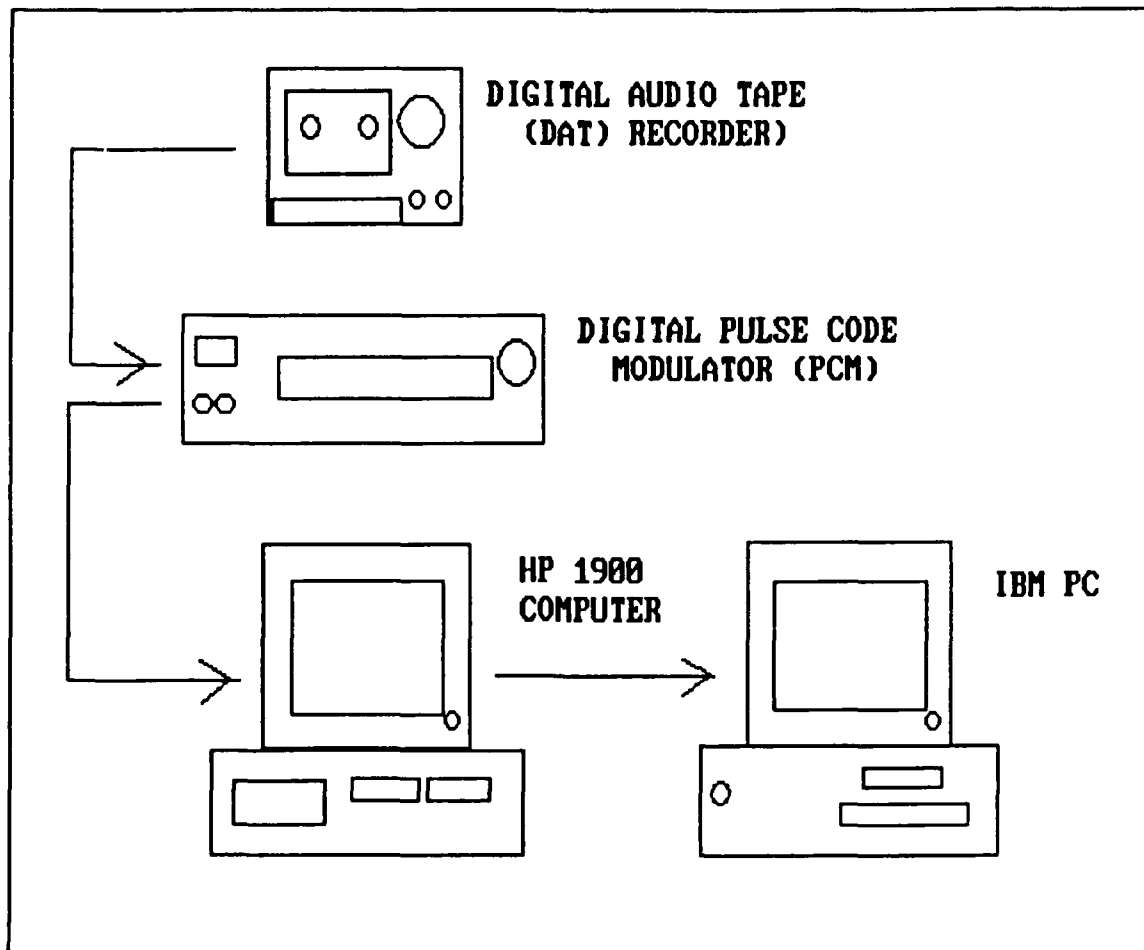 DIGITAL AUDIO TAPE
(DAT) RECORDER)
DIGITAL PULSE CODE
MODULATOR (PCM)
HP 1900
COMPUTER
IBM PC